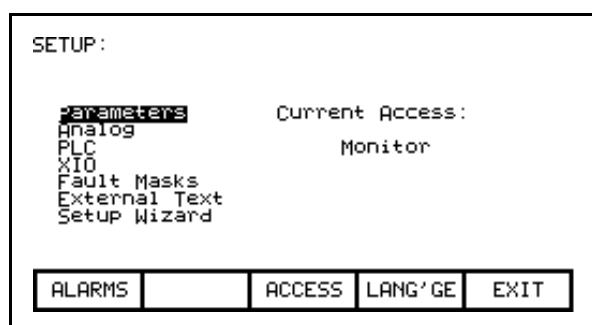 SETUP:
Parameters
Analog
PLC
XIO
Fault Masks
External Text
Setup Wizard
Current Access:
Monitor
ALARMS ACCESS LANG'GE EXIT